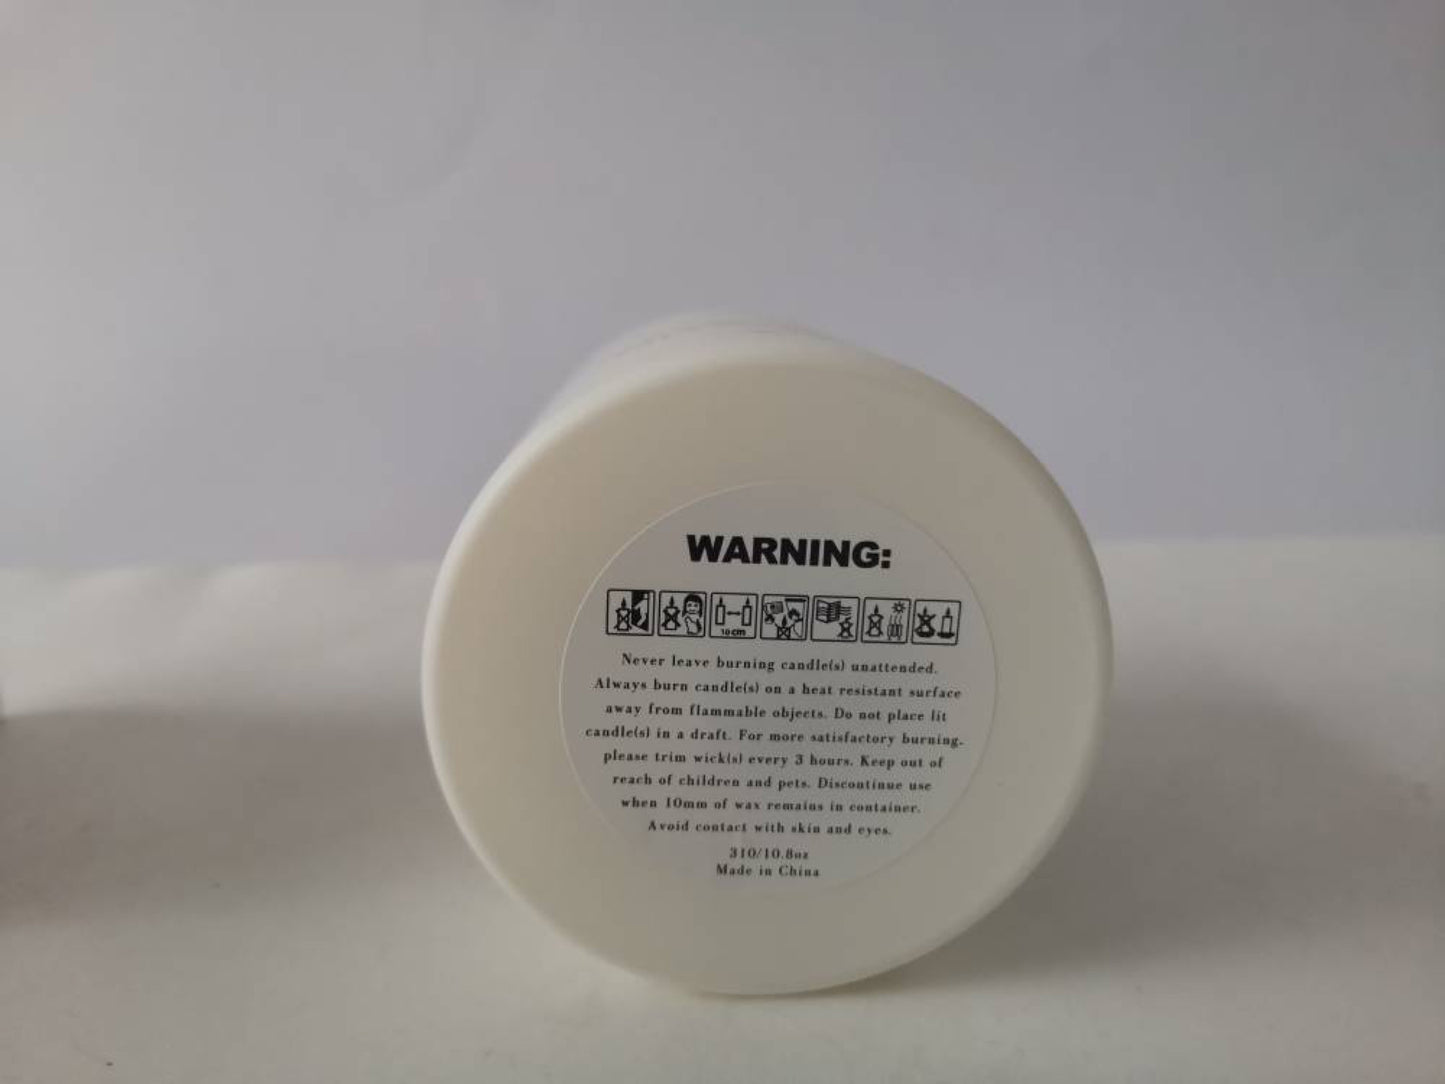 WARNING:
10cm
Never leave burning candle(s) unattended.
Always burn candle(s) on a heat resistant surface
away from flammable objects. Do not place lit
candle(s) in a draft. For more satisfactory burning.
please trim wick(s) every 3 hours. Keep out of
reach of children and pets. Discontinue use
when 10mm of wax remains in container.
Avoid contact with skin and eyes.
310/10.8oz
Made in China